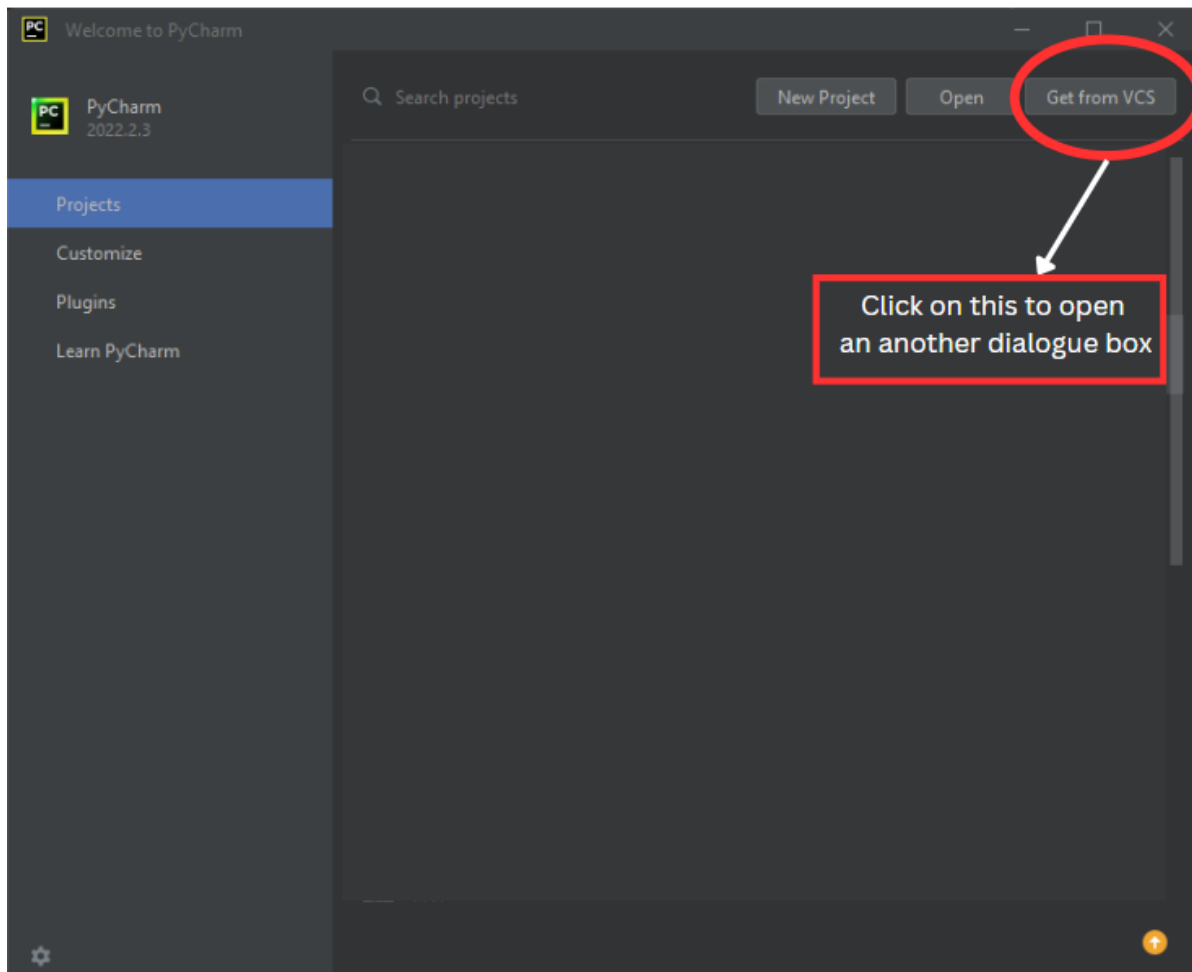 PC
Welcome to PyCharm
PC
PyCharm
2022.2.3
Search projects
New Project
Open
Get from VCS
Projects
Customize
Plugins
Learn PyCharm
Click on this to open
an another dialogue box